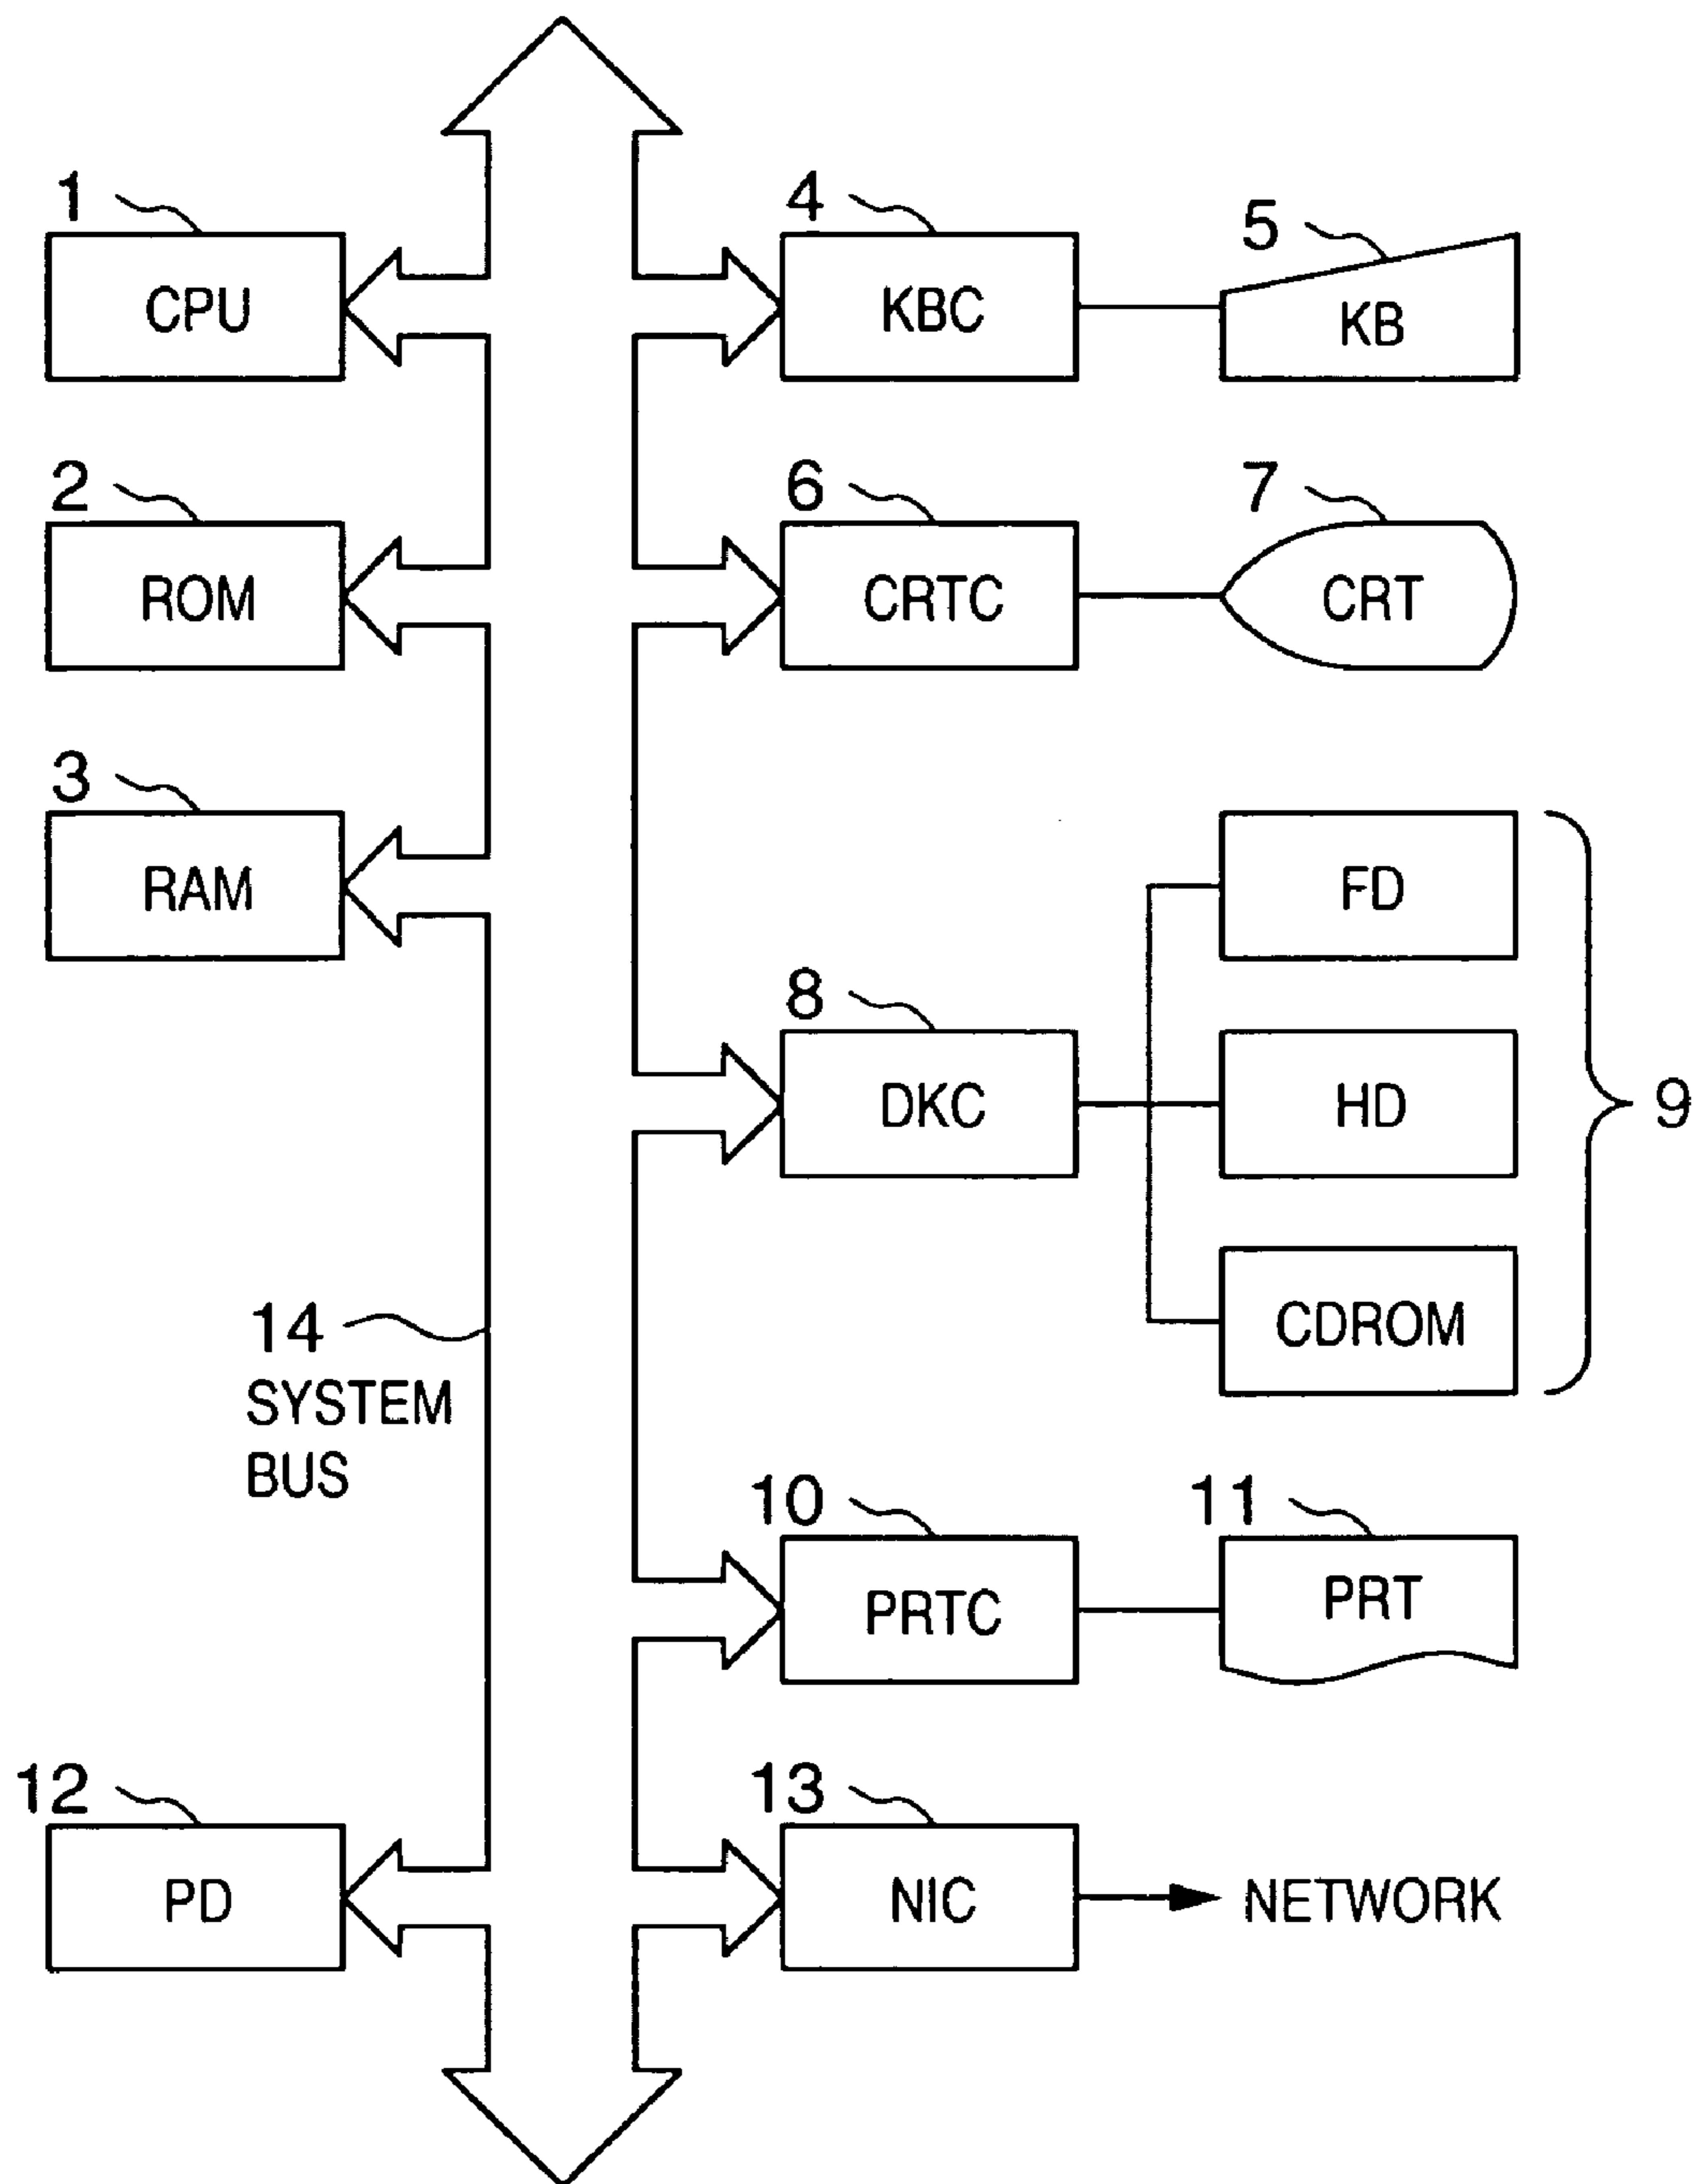 1
CPU
4
KBC
5
KB
2
ROM
6
CRTC
7
CRT
3
RAM
FD
8
DKC
HD
9
CDROM
14
SYSTEM
BUS
10
PRTC
11
PRT
12
PD
13
NIC
NETWORK